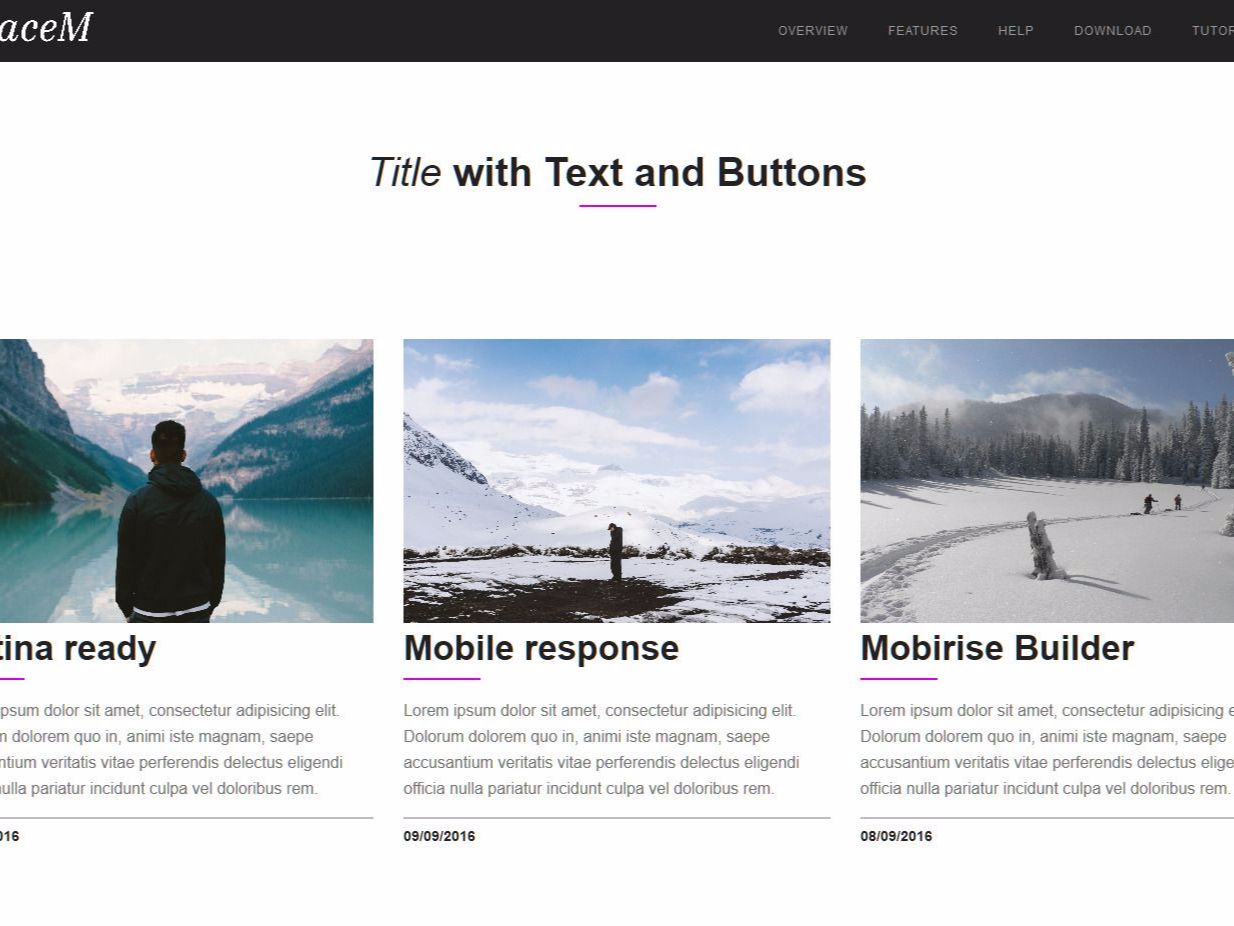 aceM
OVERVIEW FEATURES HELP DOWNLOAD TUTOR
Title with Text and Buttons
tina ready
psum dolor sit amet, consectetur adipisicing elit.
m dolorem quo in, animi iste magnam, saepe
ntium veritatis vitae perferendis delectus eligendi
nulla pariatur incidunt culpa vel doloribus rem.
016
Mobile response
Lorem ipsum dolor sit amet, consectetur adipisicing elit.
Dolorum dolorem quo in, animi iste magnam, saepe
accusantium veritatis vitae perferendis delectus eligendi
officia nulla pariatur incidunt culpa vel doloribus rem.
09/09/2016
Mobirise Builder
Lorem ipsum dolor sit amet, consectetur adipisicing e
Dolorum dolorem quo in, animi iste magnam, saepe
accusantium veritatis vitae perferendis delectus elige
officia nulla pariatur incidunt culpa vel doloribus rem.
08/09/2016